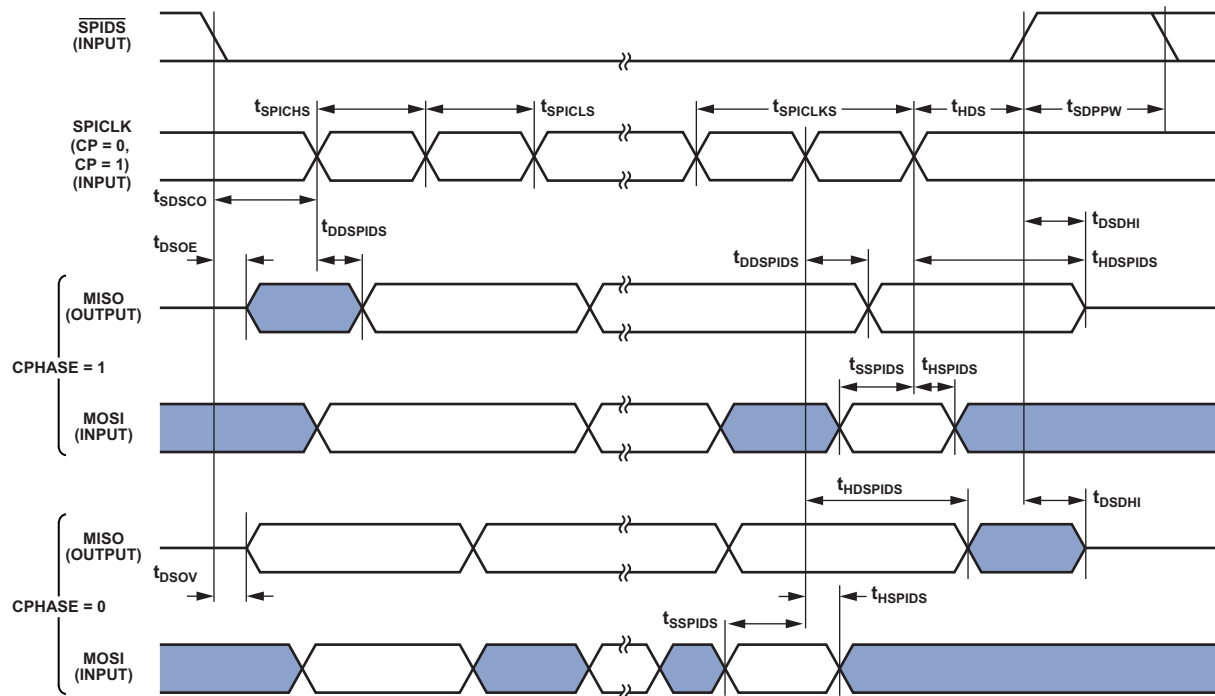 SPIDS
(INPUT)
tSPICHS
tSPICLS
tSPICLKS
tHDS
tSDPPW
SPICLK
(CP = 0,
CP = 1)
(INPUT)
tSDSCO
tDDSPIDS
tDSOE
tDDSPIDS
tDSDHI
tHDSPIDS
MISO
(OUTPUT)
CPHASE = 1
tSSPIDS
tHSPIDS
MOSI
(INPUT)
tHDSPIDS
tDSDHI
MISO
(OUTPUT)
tDSOV
CPHASE = 0
tHSPIDS
tSSPIDS
MOSI
(INPUT)